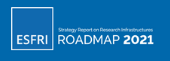 ESFRI
Strategy Report on Research Infrastructures
ROADMAP 2021